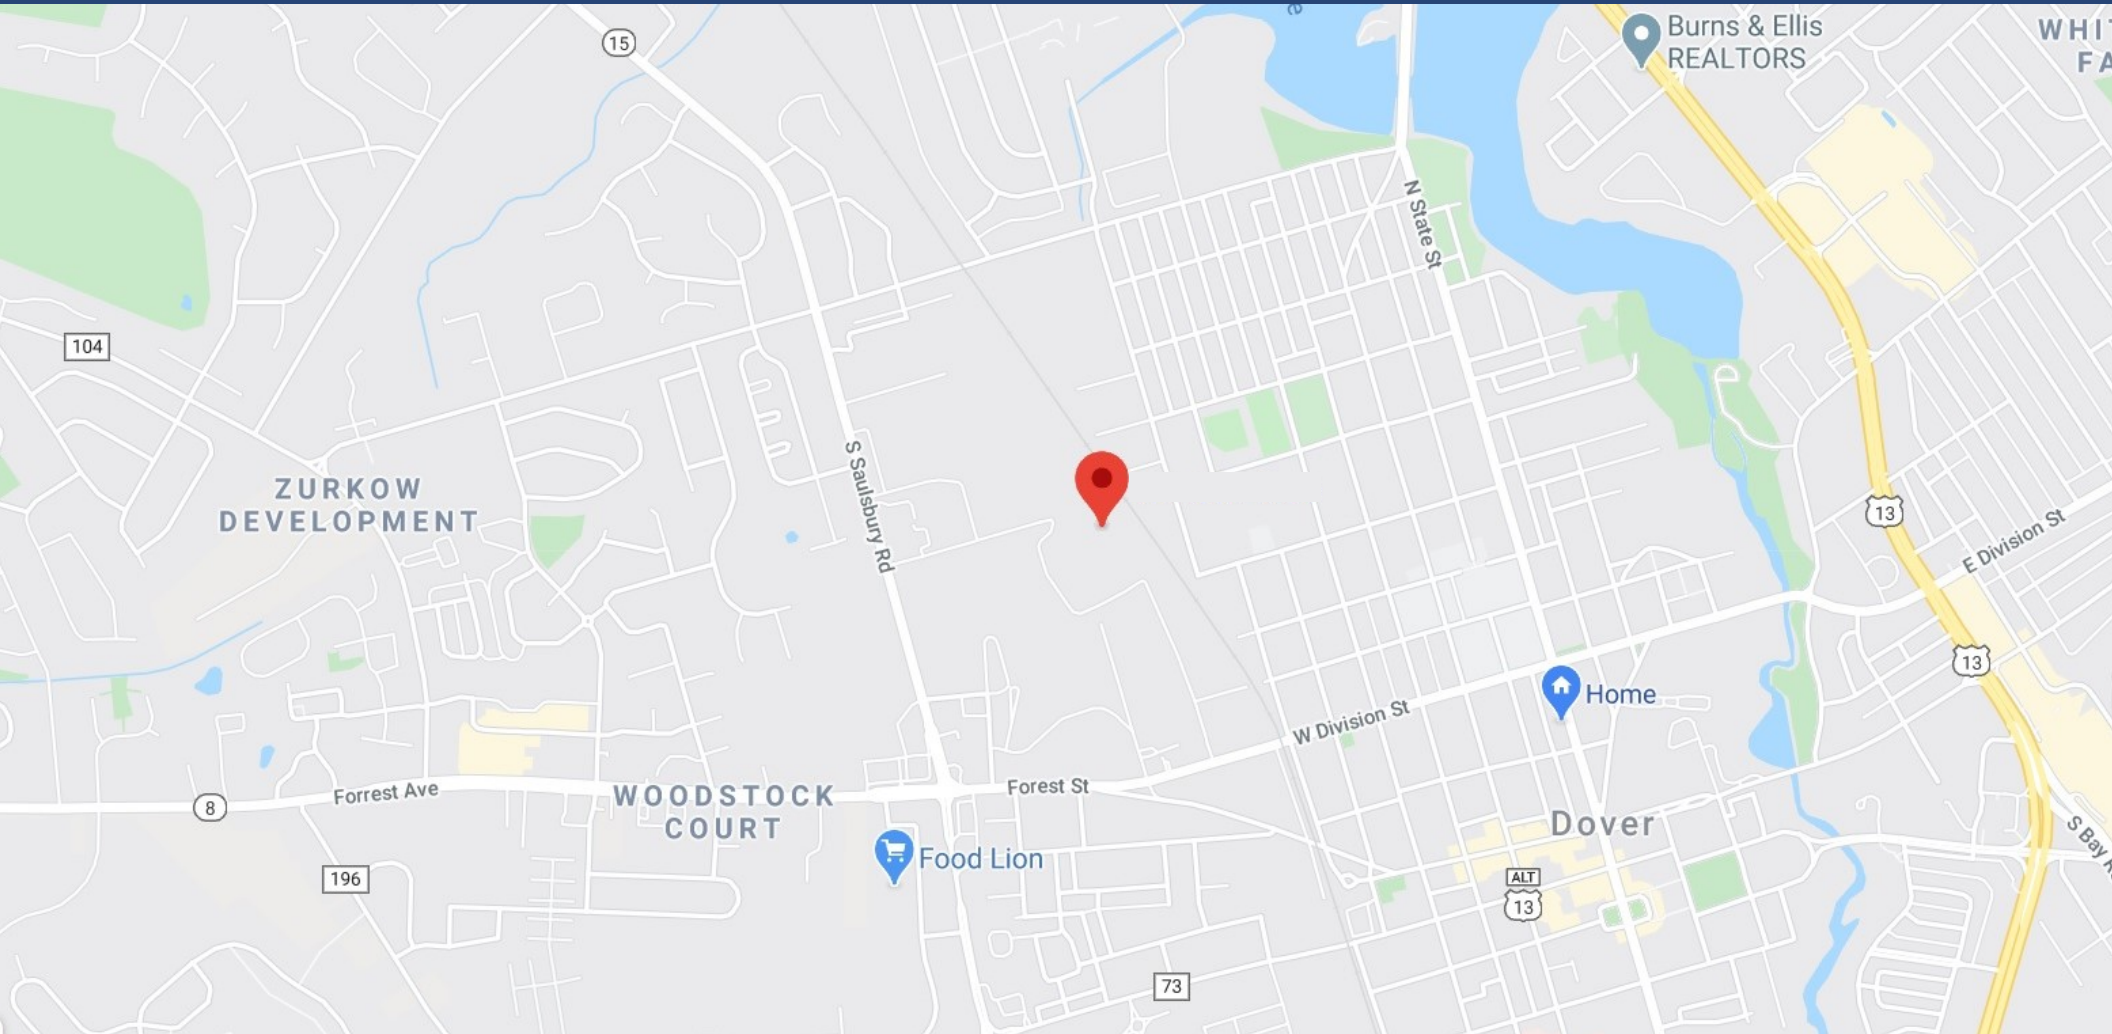 15
Burns & Ellis
REALTORS
WHIT
FA
N State St
104
ZURKOW
DEVELOPMENT
S Saulsbury Rd
13
E Division St
13
Home
W Division St
Forrest Ave
8
WOODSTOCK
COURT
Forest St
Food Lion
Dover
S Bay R
196
ALT
13
73